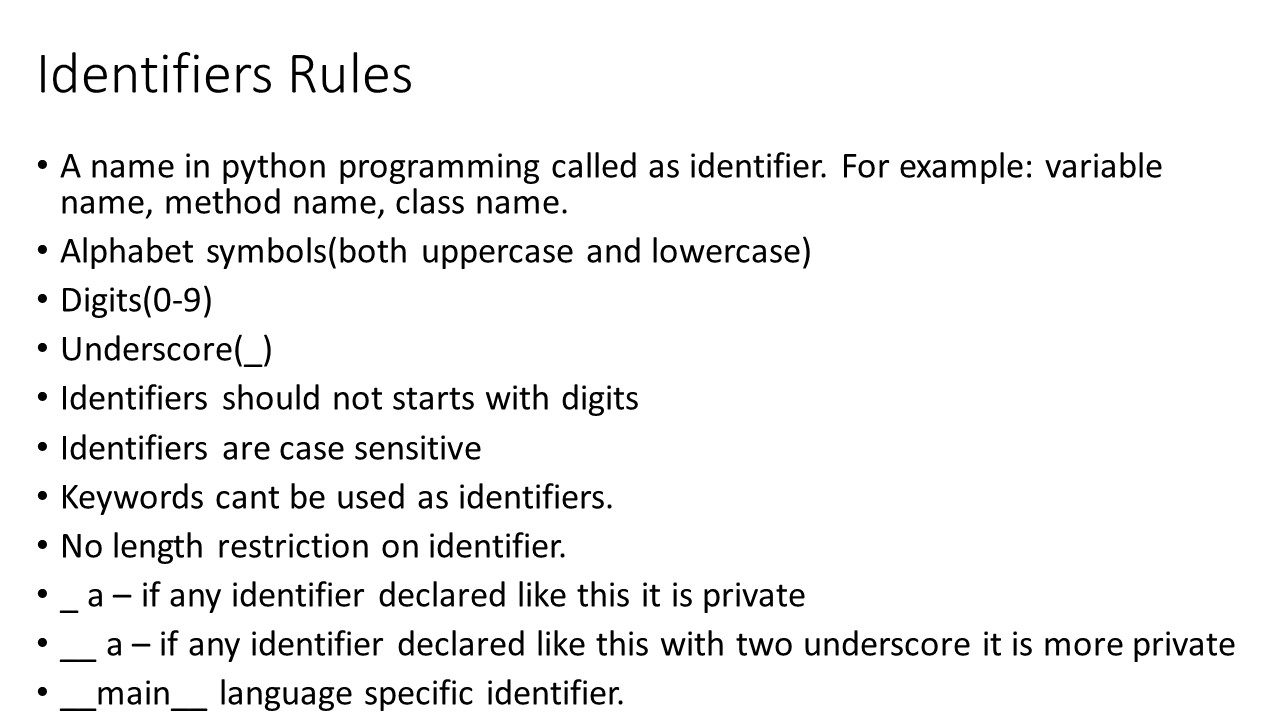 Identifiers Rules
• A name in python programming called as identifier. For example: variable
name, method name, class name.
• Alphabet symbols(both uppercase and lowercase)
• Digits(0-9)
• Underscore(_)
• Identifiers should not starts with digits
• Identifiers are case sensitive
• Keywords cant be used as identifiers.
• No length restriction on identifier.
• _ a – if any identifier declared like this it is private
• __ a – if any identifier declared like this with two underscore it is more private
• __main__ language specific identifier.